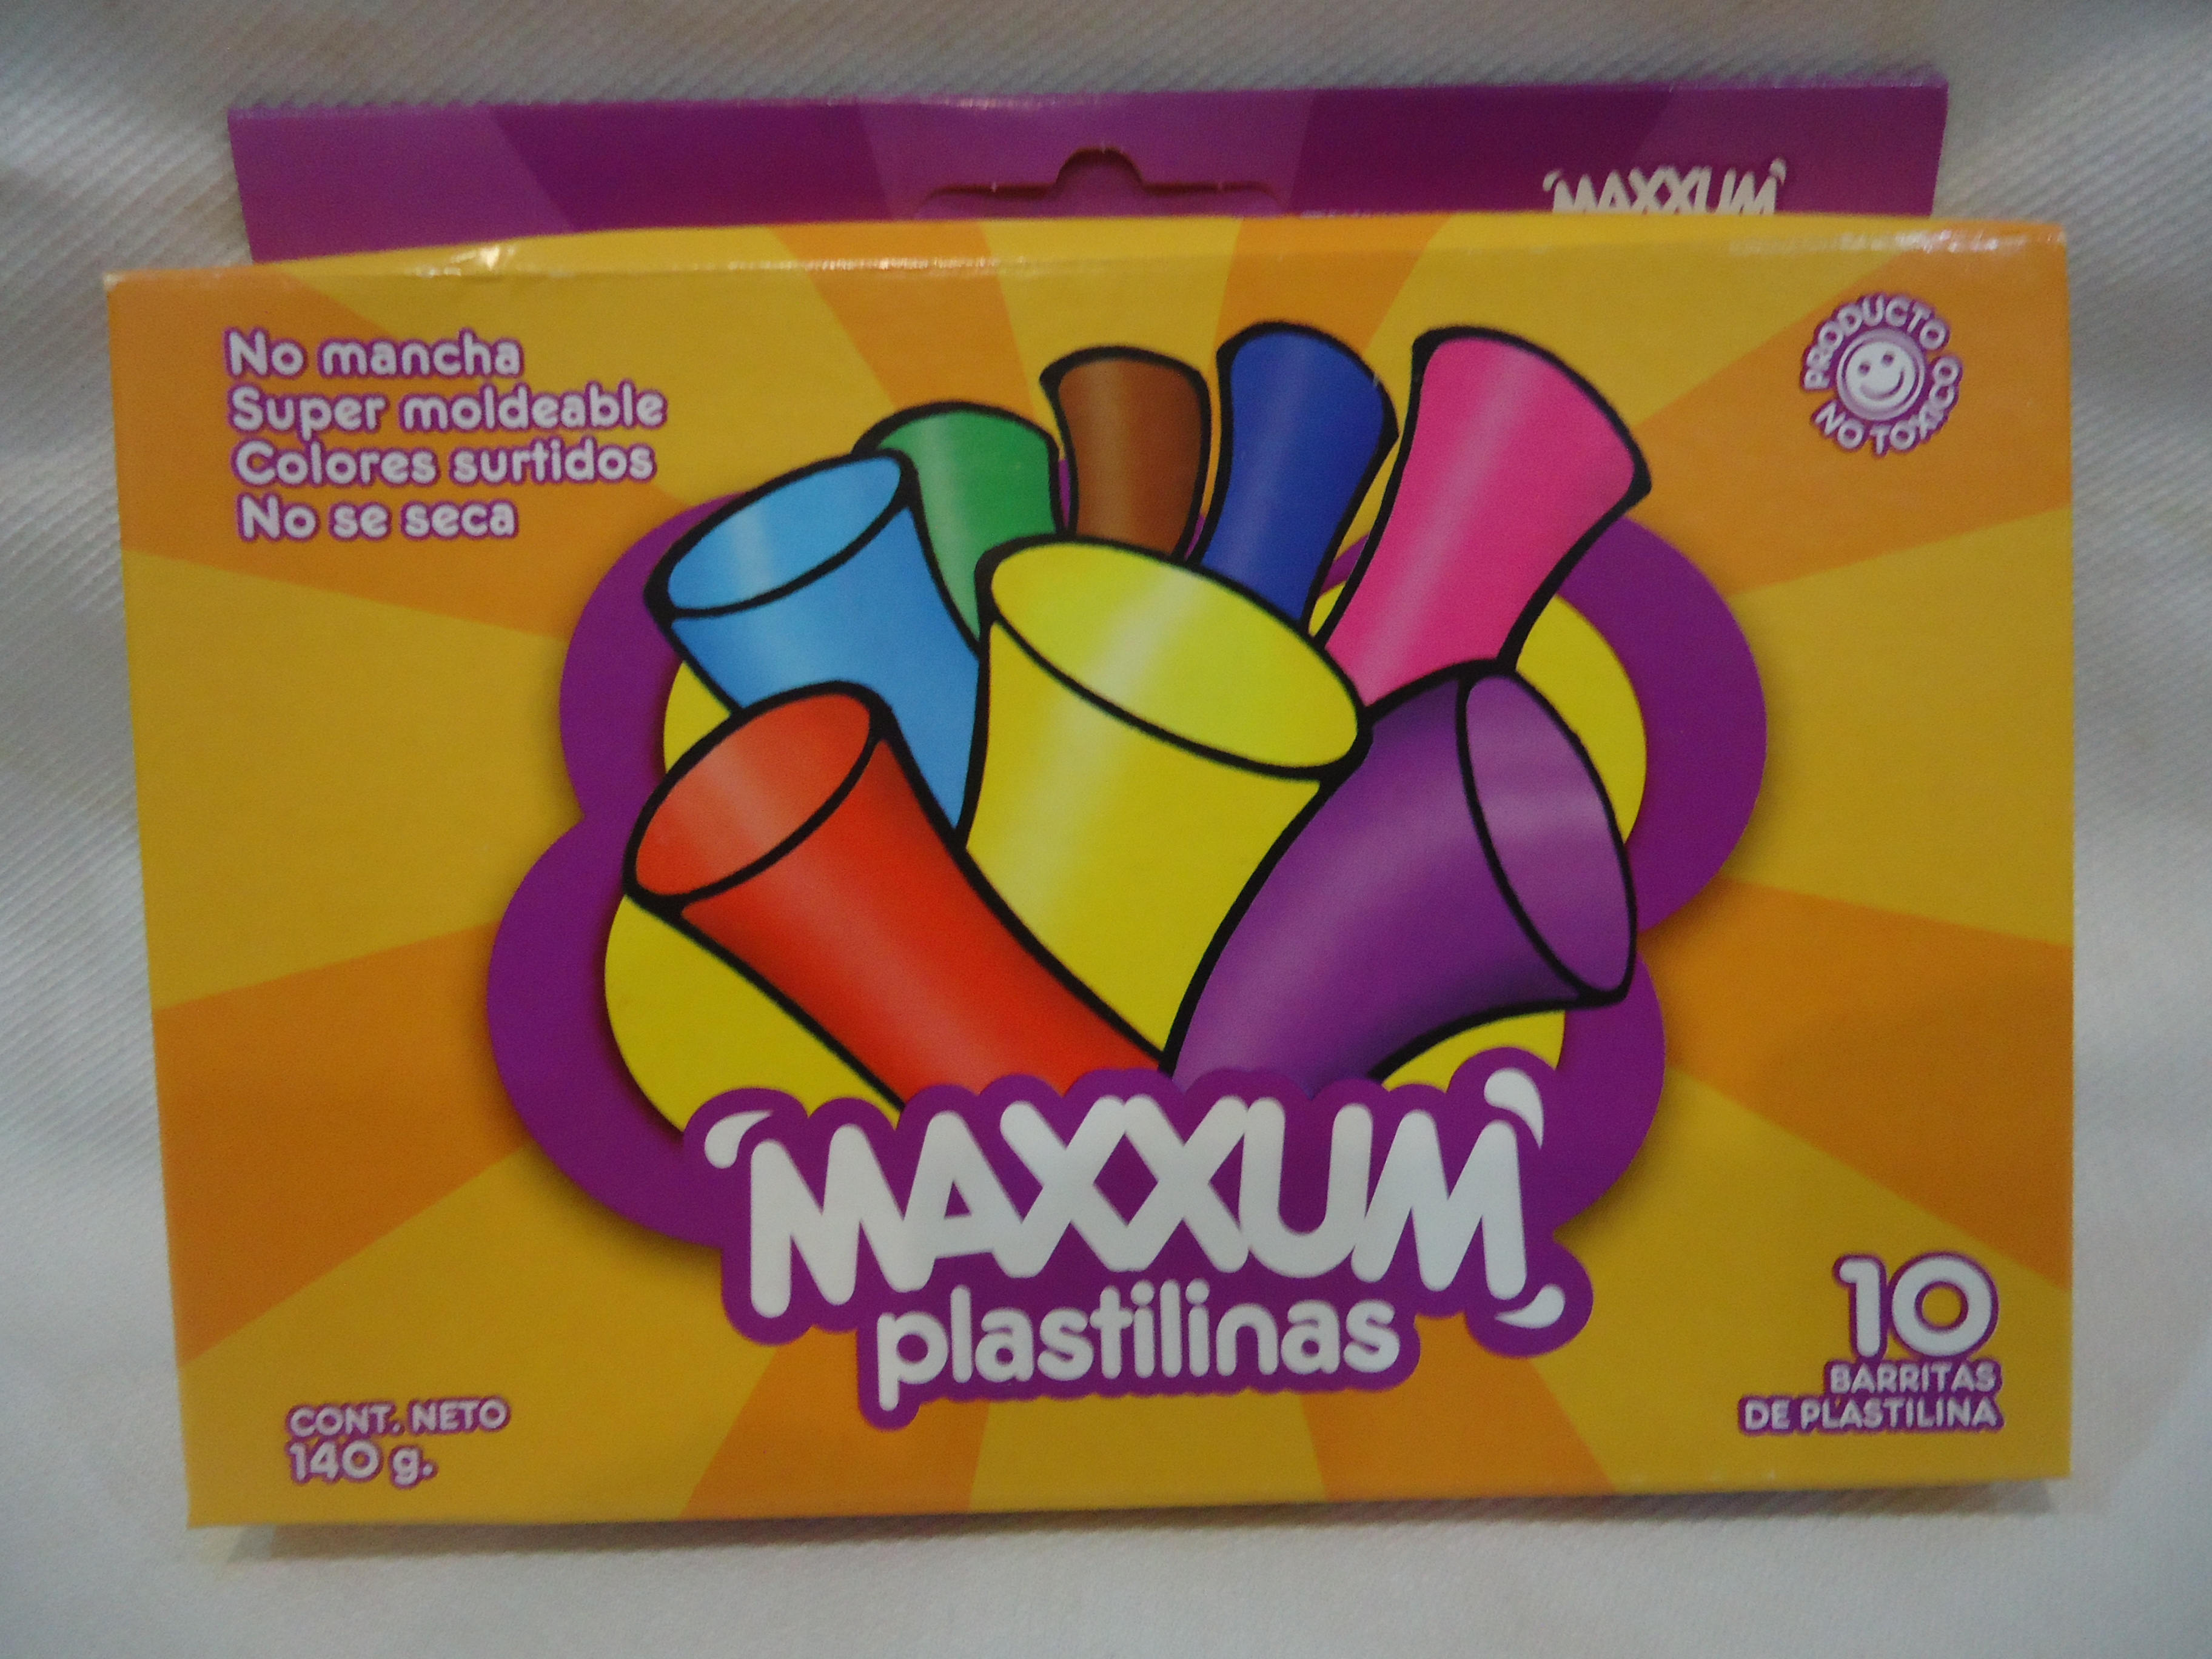 MAXXUM
No mancha
Super moldeable
Colores surtidos
No se seca
PRODUCTO
NO TOXICO
MAXXUM
plastilinas
10
BARRITAS
DE PLASTILINA
CONT. NETO
140 g.